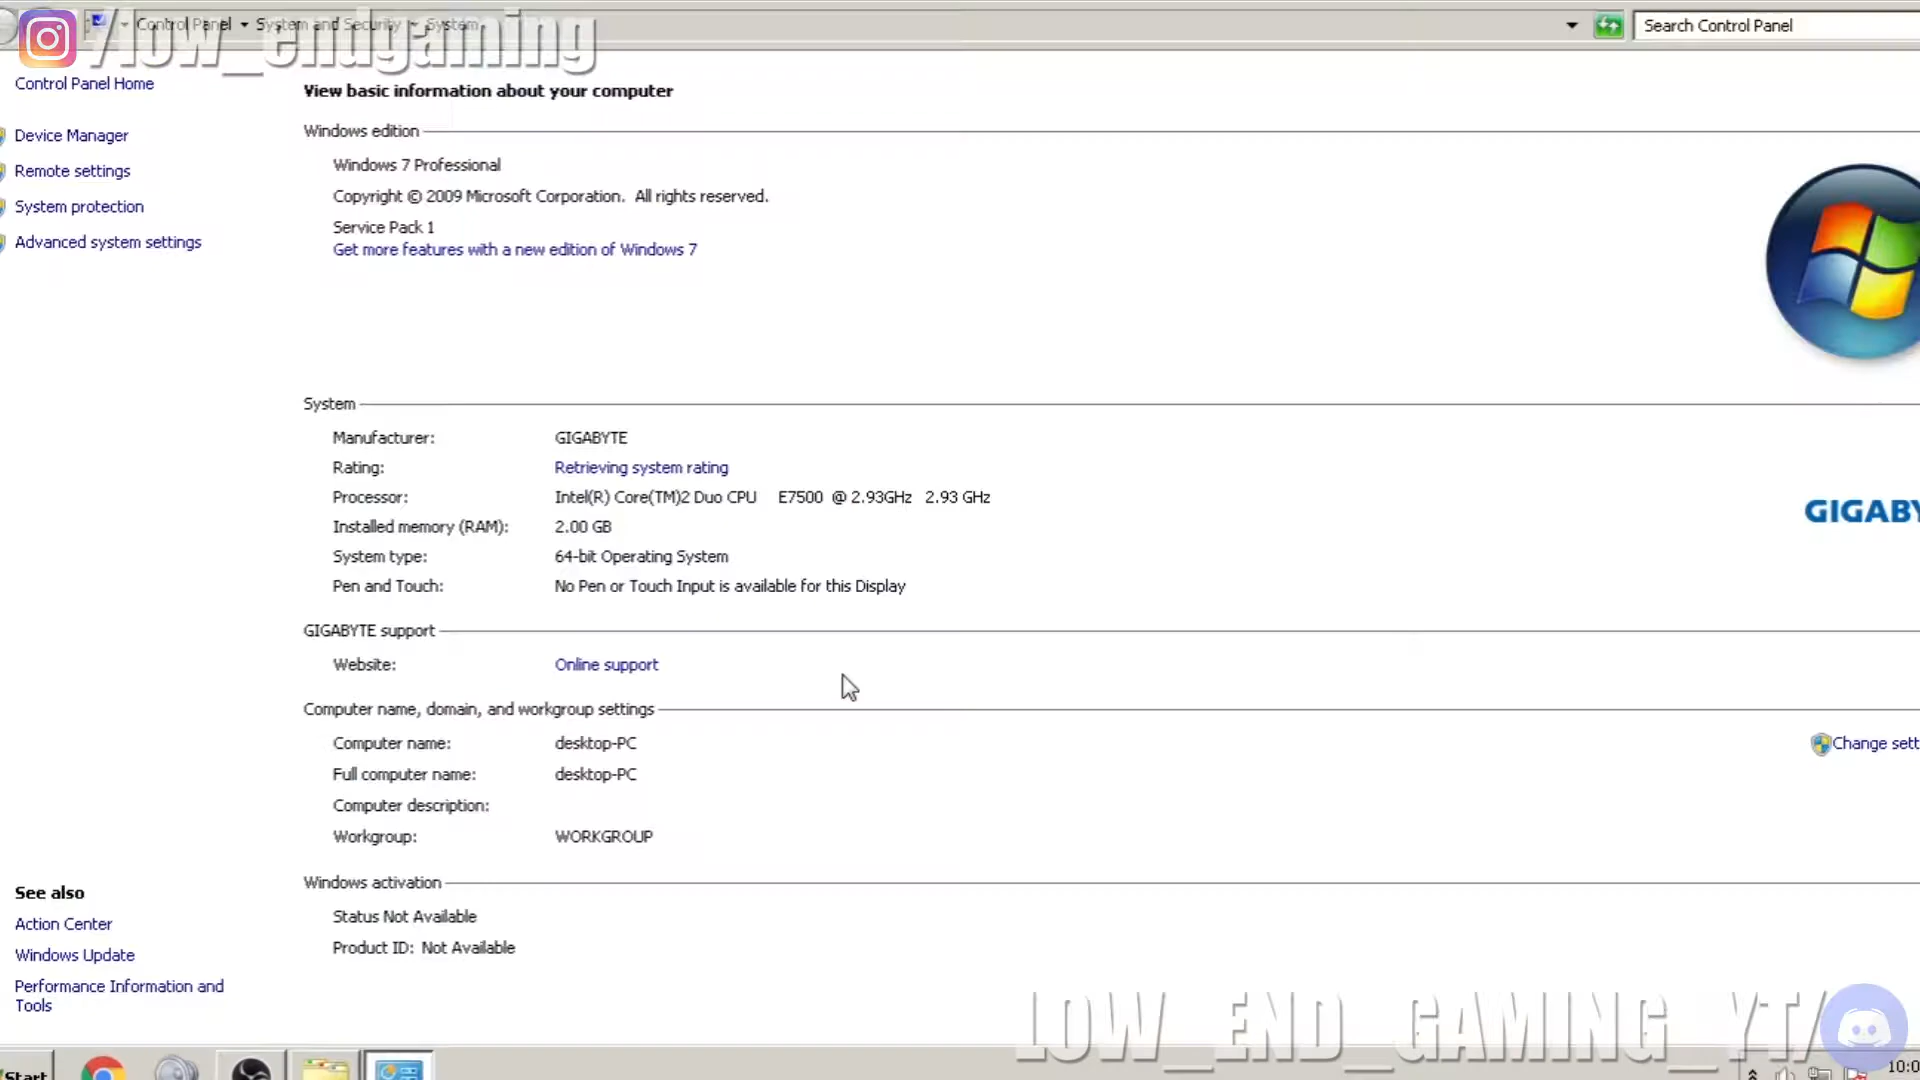 Control Panel System and Security System
Search Control Panel
/low_endgaming
Control Panel Home
Device Manager
Remote settings
System protection
Advanced system settings
View basic information about your computer
Windows edition
Windows 7 Professional
Copyright © 2009 Microsoft Corporation. All rights reserved.
Service Pack 1
Get more features with a new edition of Windows 7
System
Manufacturer: GIGABYTE
Rating: Retrieving system rating
Processor: Intel(R) Core(TM)2 Duo CPU E7500 @ 2.93GHz 2.93 GHz
Installed memory (RAM): 2.00 GB
System type: 64-bit Operating System
Pen and Touch: No Pen or Touch Input is available for this Display
GIGABY
GIGABYTE support
Website: Online support
Computer name, domain, and workgroup settings
Computer name: desktop-PC
Change sett
Full computer name: desktop-PC
Computer description:
Workgroup: WORKGROUP
Windows activation
Status Not Available
Product ID: Not Available
See also
Action Center
Windows Update
Performance Information and
Tools
LOW_END_GAMING_YT/
Start
10:0